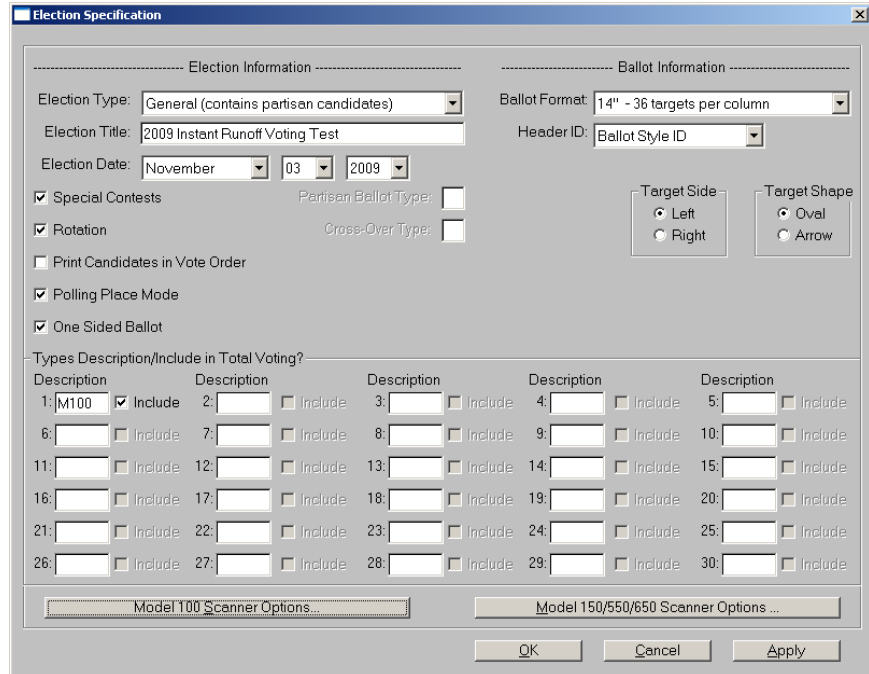 Election Specification
Election Information
Ballot Information
Election Type: General (contains partisan candidates)
Ballot Format: 14" - 36 targets per column
Election Title: 2009 Instant Runoff Voting Test
Header ID: Ballot Style ID
Election Date: November 03 2009
Special Contests
Partisan Ballot Type:
Target Side
Target Shape
Left
Oval
Rotation
Cross-Over Type:
Right
Arrow
Print Candidates in Vote Order
Polling Place Mode
One Sided Ballot
Types Description/Include in Total Voting?
Description Description Description Description Description
1: M100 Include 2: Include 3: Include 4: Include 5: Include
6: Include 7: Include 8: Include 9: Include 10: Include
11: Include 12: Include 13: Include 14: Include 15: Include
16: Include 17: Include 18: Include 19: Include 20: Include
21: Include 22: Include 23: Include 24: Include 25: Include
26: Include 27: Include 28: Include 29: Include 30: Include
Model 100 Scanner Options...
Model 150/550/650 Scanner Options ...
OK Cancel Apply